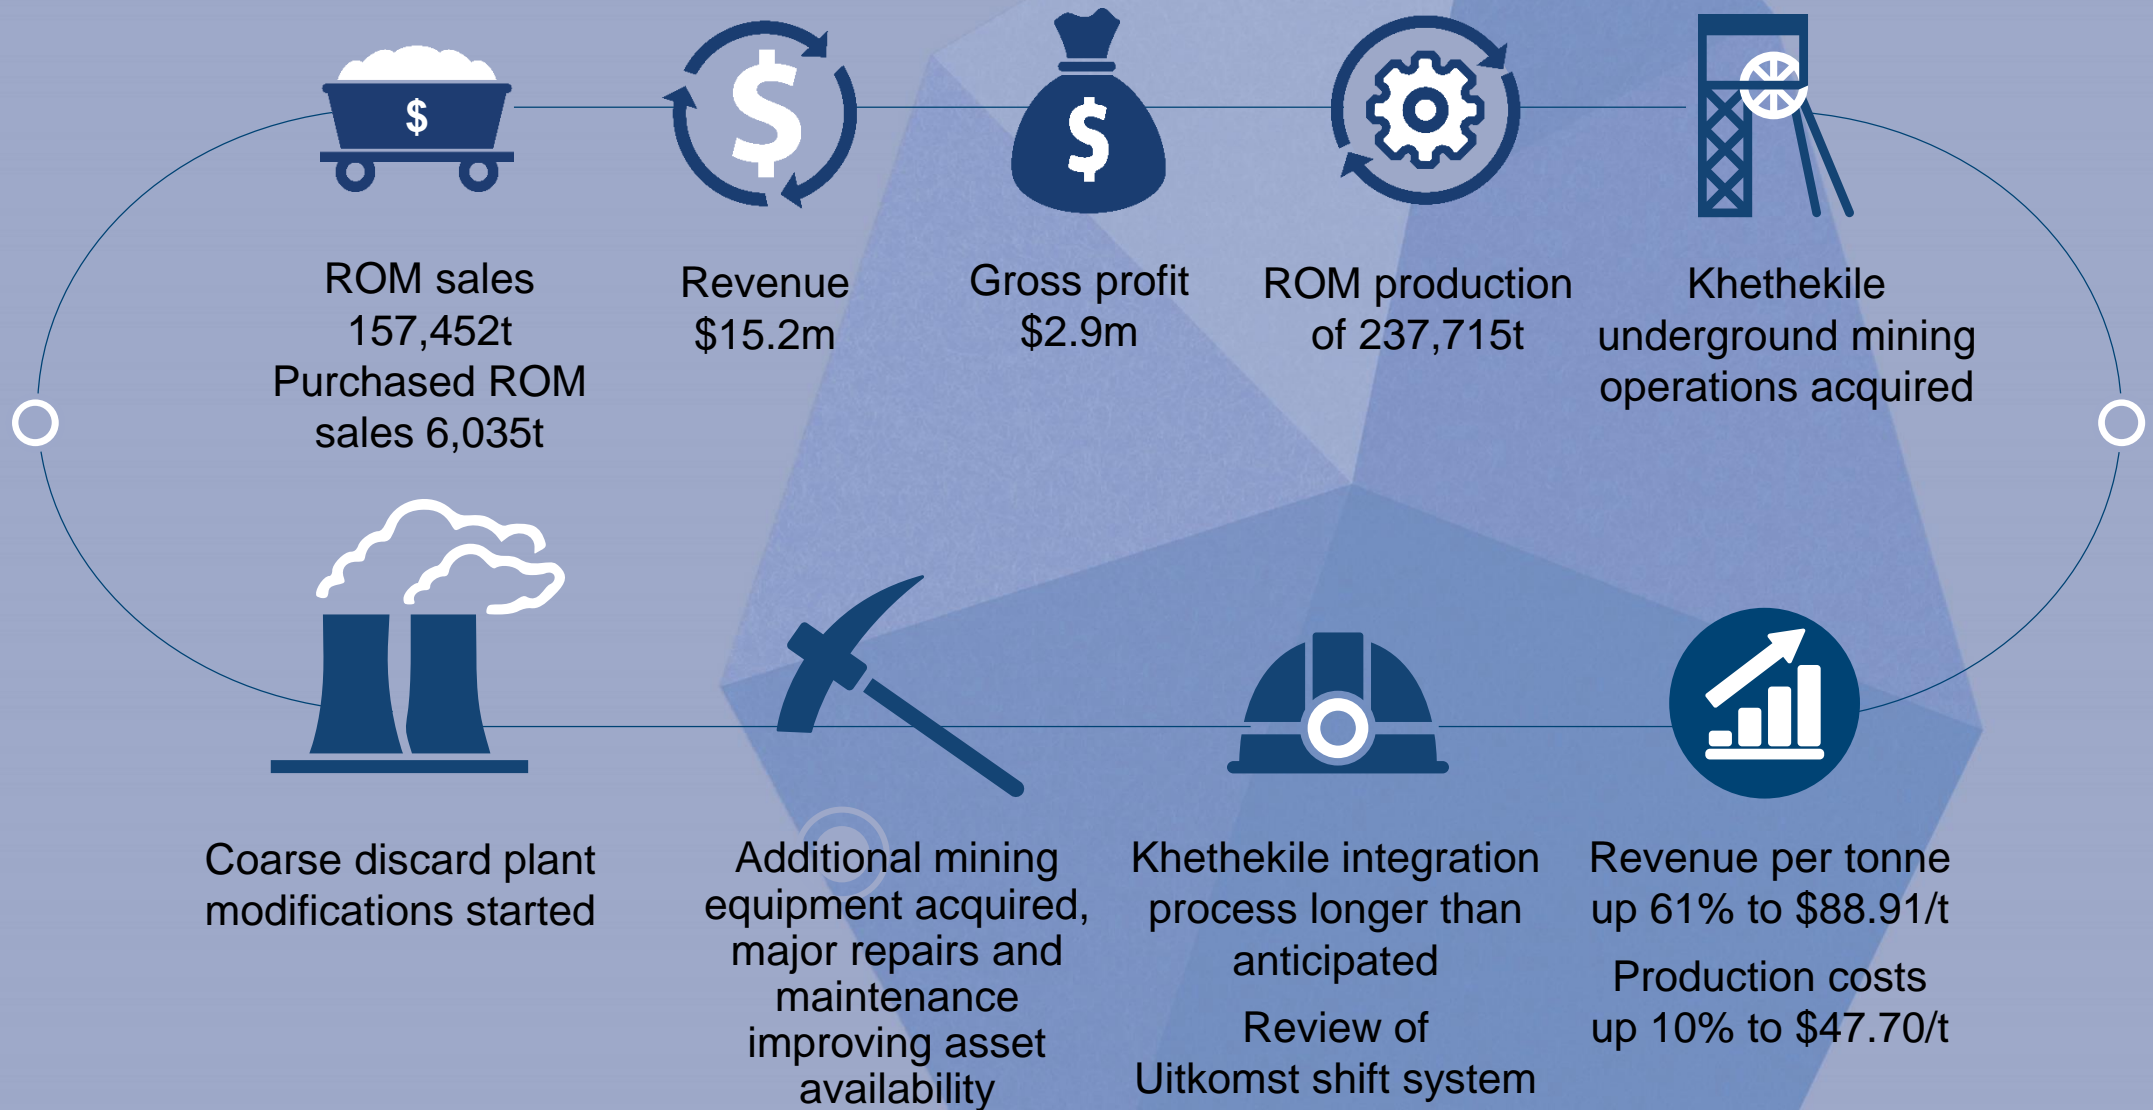 $
$
$
ROM sales
157,452t
Purchased ROM
sales 6,035t
Revenue
$15.2m
Gross profit
$2.9m
ROM production
of 237,715t
Khethekile
underground mining
operations acquired
Coarse discard plant
modifications started
Additional mining
equipment acquired,
major repairs and
maintenance
improving asset
availability
Khethekile integration
process longer than
anticipated
Review of
Uitkomst shift system
Revenue per tonne
up 61% to $88.91/t
Production costs
up 10% to $47.70/t